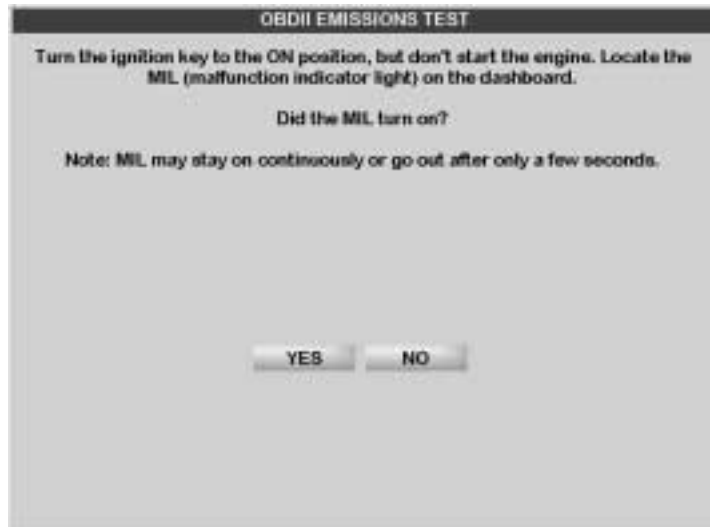 OBDII EMISSIONS TEST
Turn the ignition key to the ON position, but don't start the engine. Locate the
MIL (malfunction indicator light) on the dashboard.
Did the MIL turn on?
Note: MIL may stay on continuously or go out after only a few seconds.
YES NO